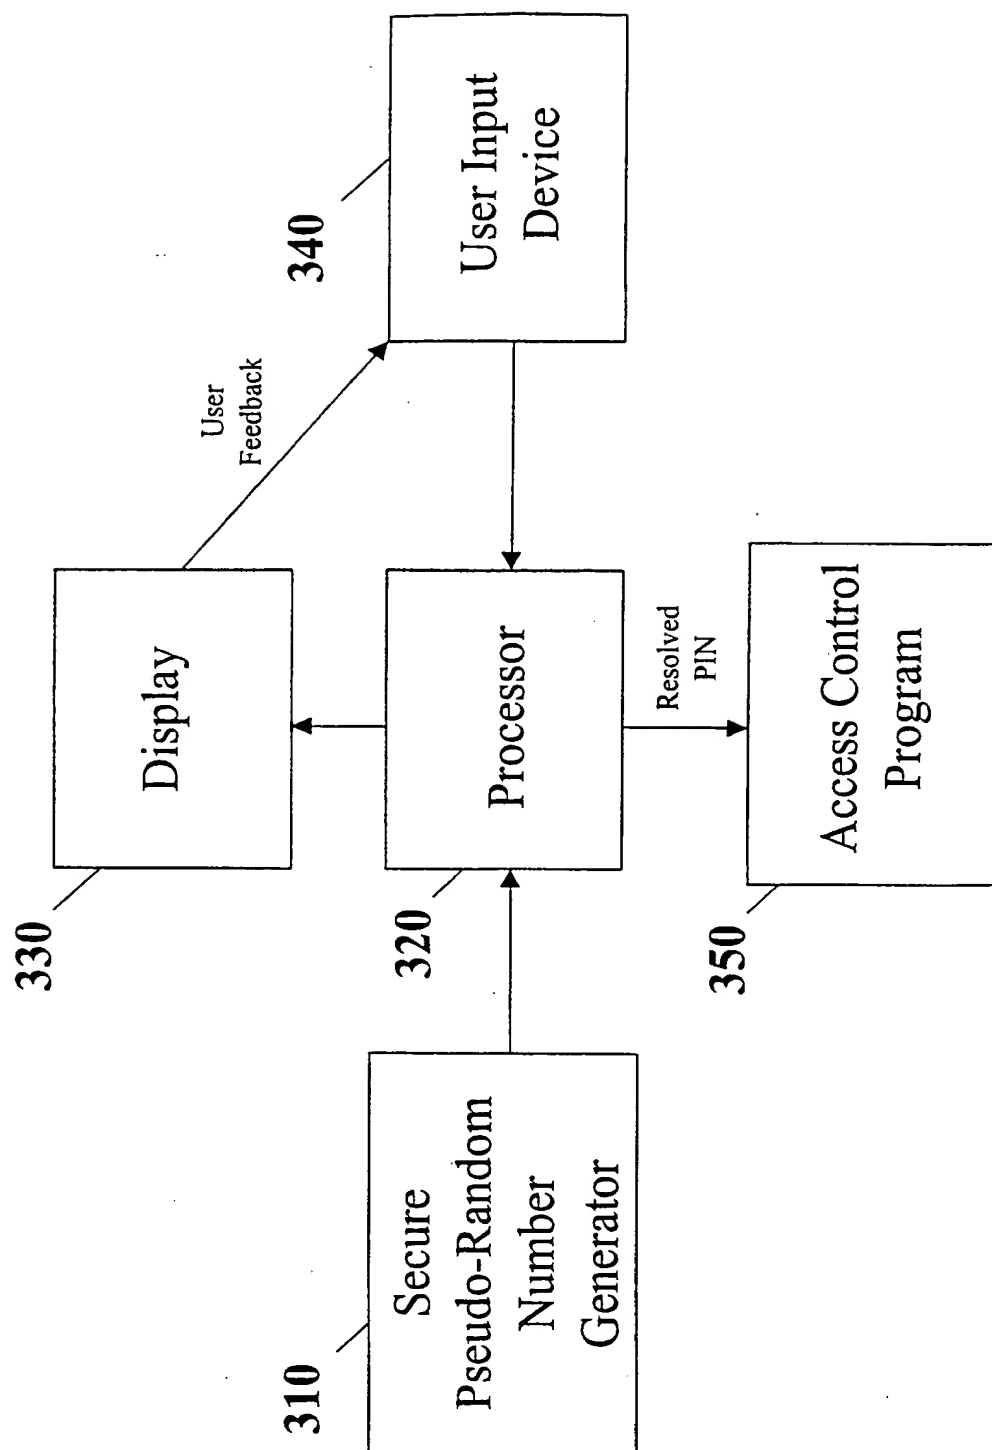 330
Display
User
Feedback
340
User Input
Device
310
Secure
Pseudo-Random
Number
Generator
320
Processor
Resolved
PIN
350
Access Control
Program